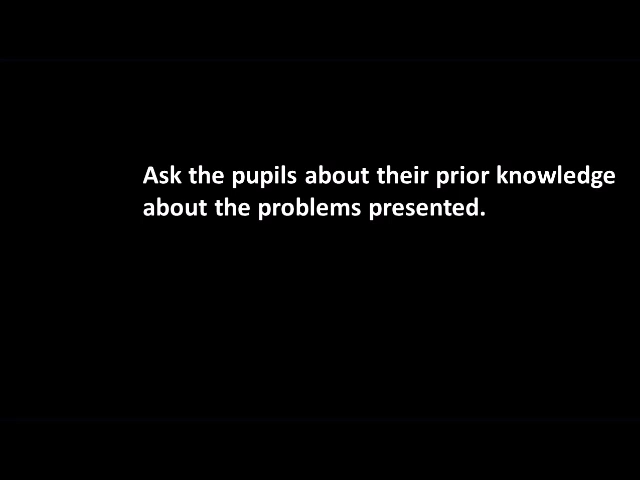 Ask the pupils about their prior knowledge
about the problems presented.